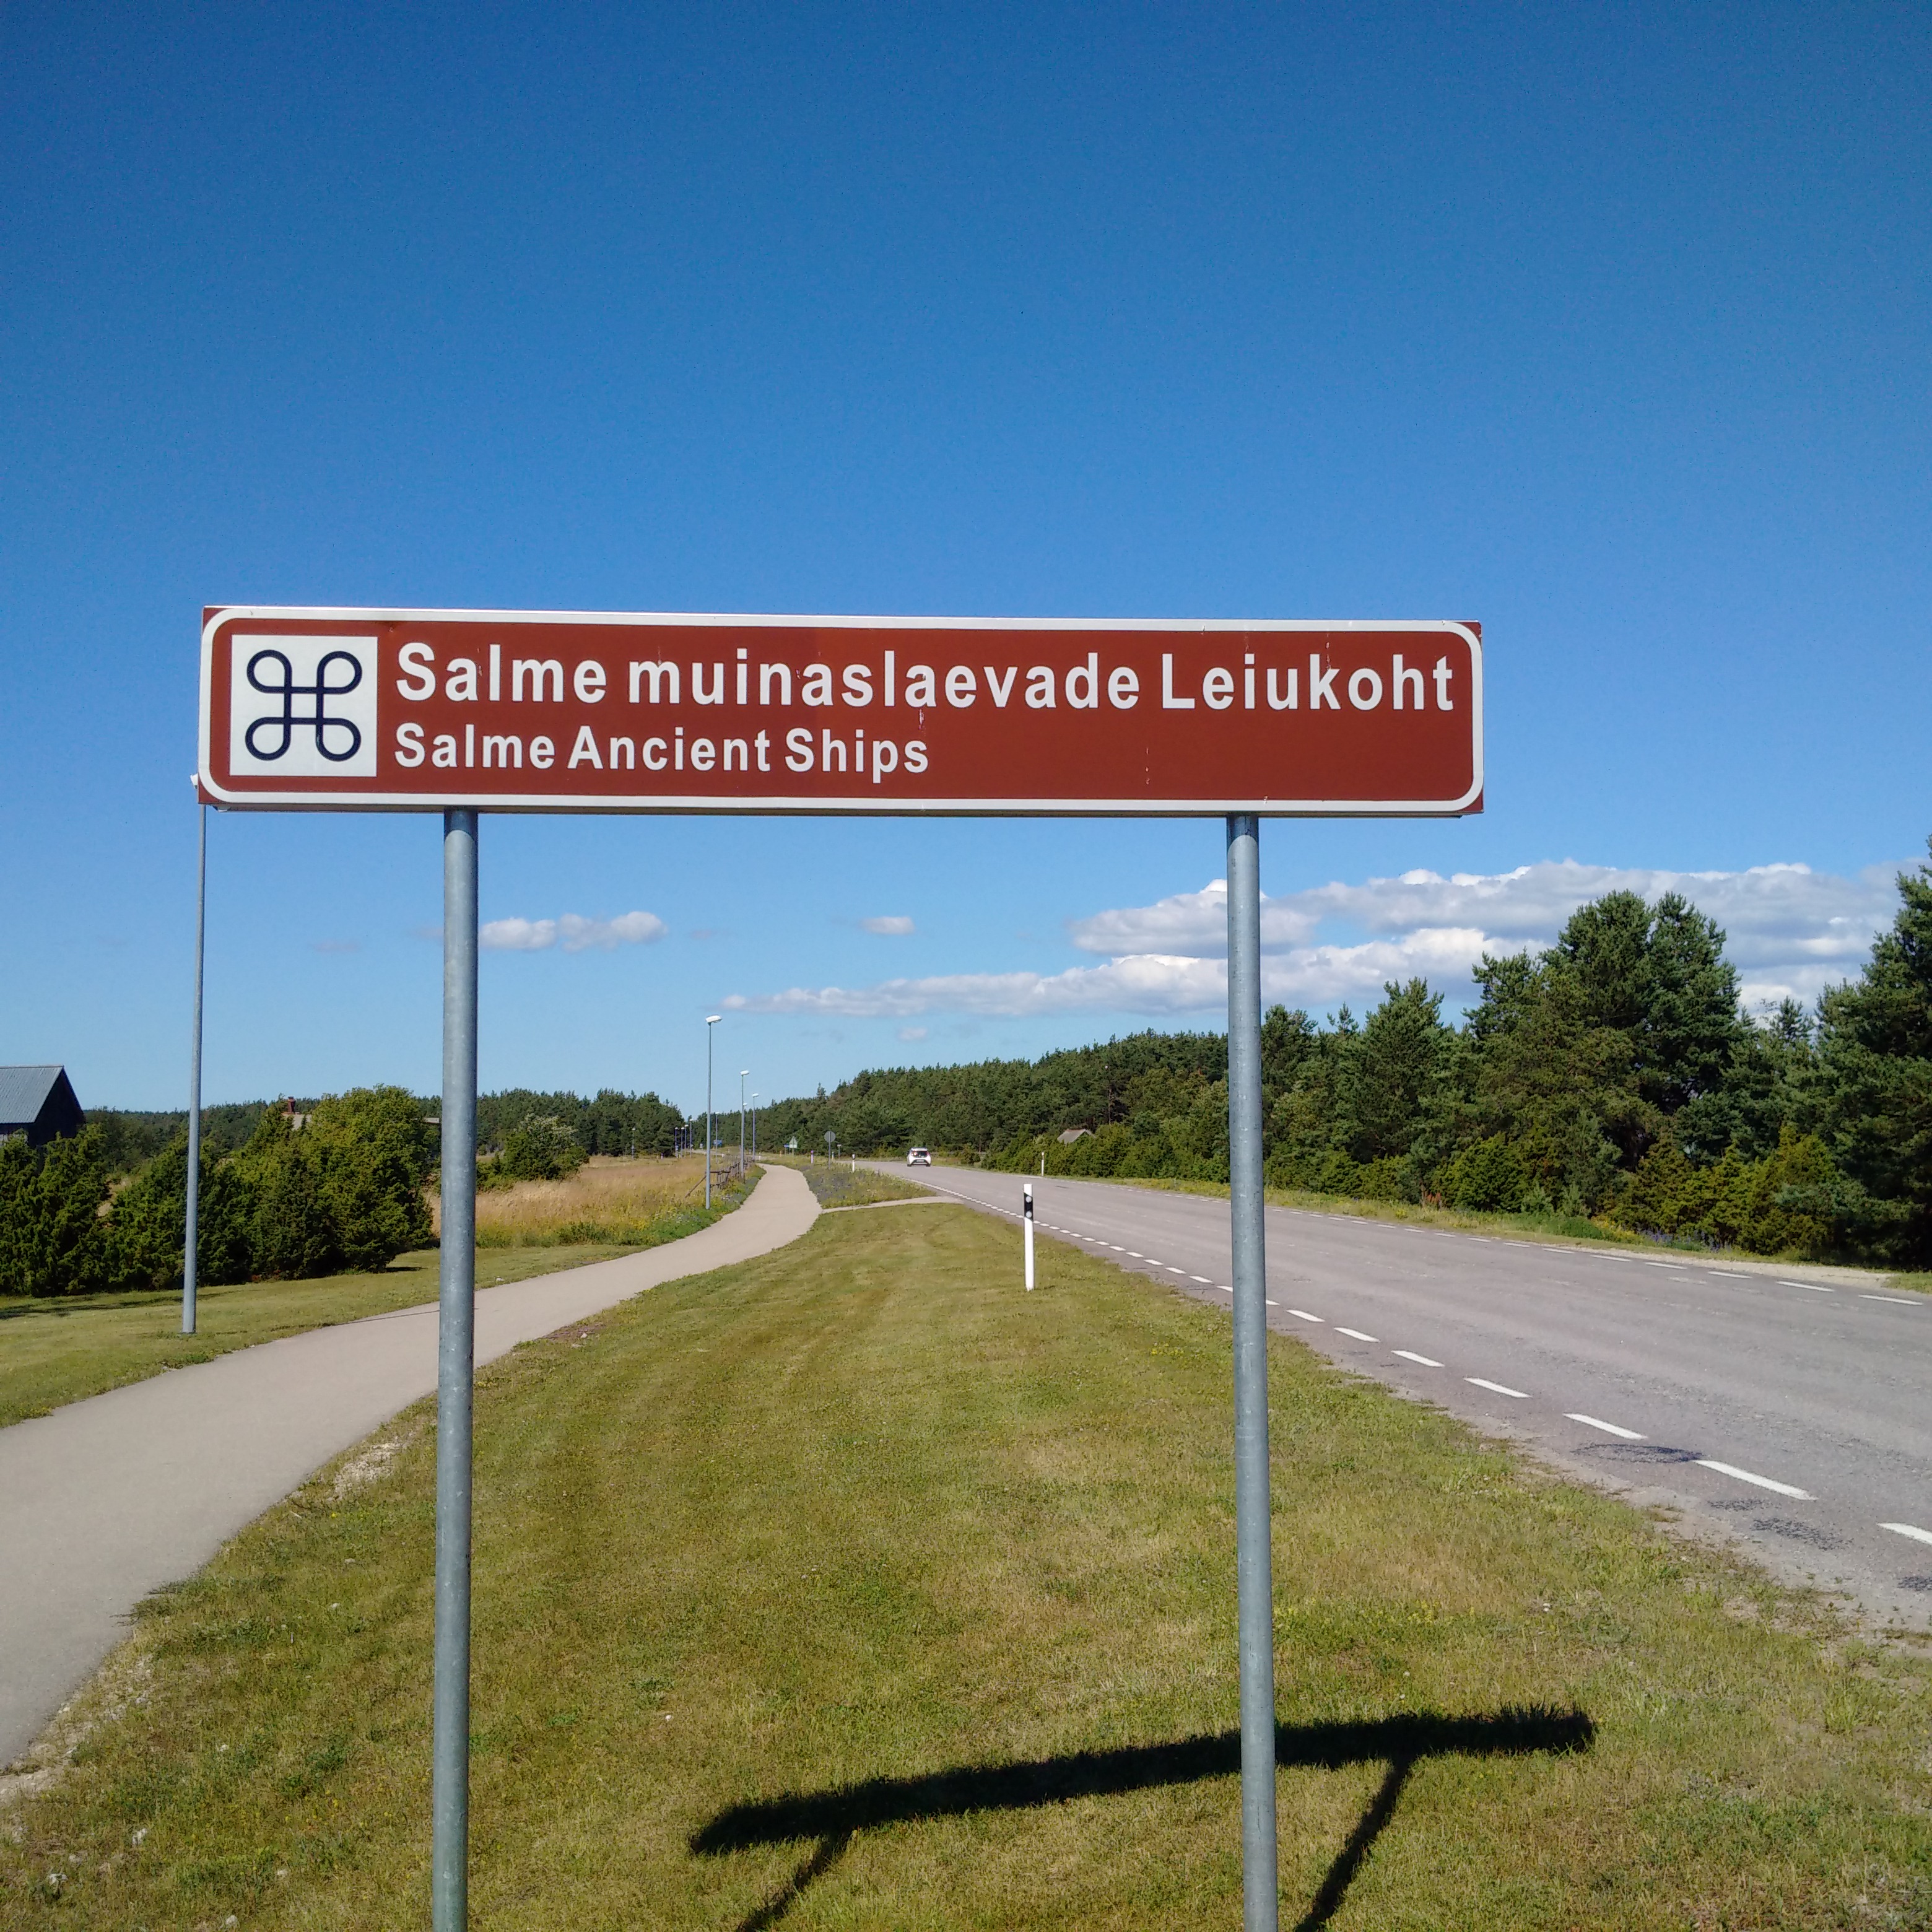 Salme muinaslaevade Leiukoht
Salme Ancient Ships